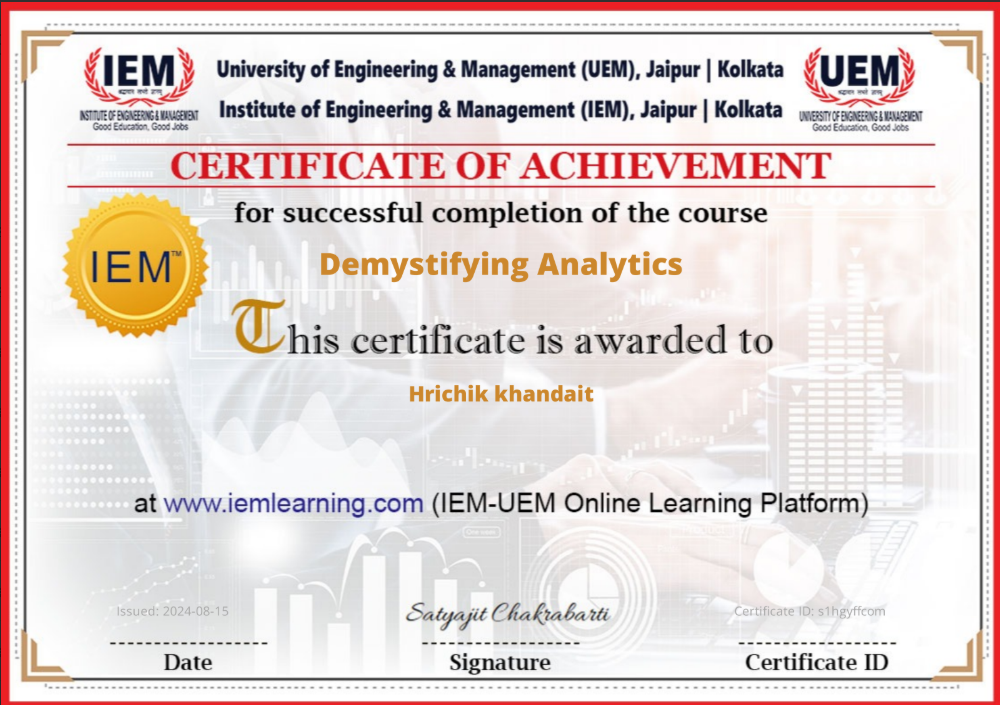 IEM
INSTITUTE OF ENGINEERING & MANAGEMENT
Good Education, Good Jobs
University of Engineering & Management (UEM), Jaipur | Kolkata
Institute of Engineering & Management (IEM), Jaipur | Kolkata
UEM
UNIVERSITY OF ENGINEERING & MANAGEMENT
Good Education, Good Jobs
CERTIFICATE OF ACHIEVEMENT
for successful completion of the course
IEM™
Demystifying Analytics
This certificate is awarded to
Hrichik khandait
at www.iemlearning.com (IEM-UEM Online Learning Platform)
Issued: 2024-08-15
Satyajit Chakrabarti
Certificate ID: s1hgyffcom
Date
Signature
Certificate ID